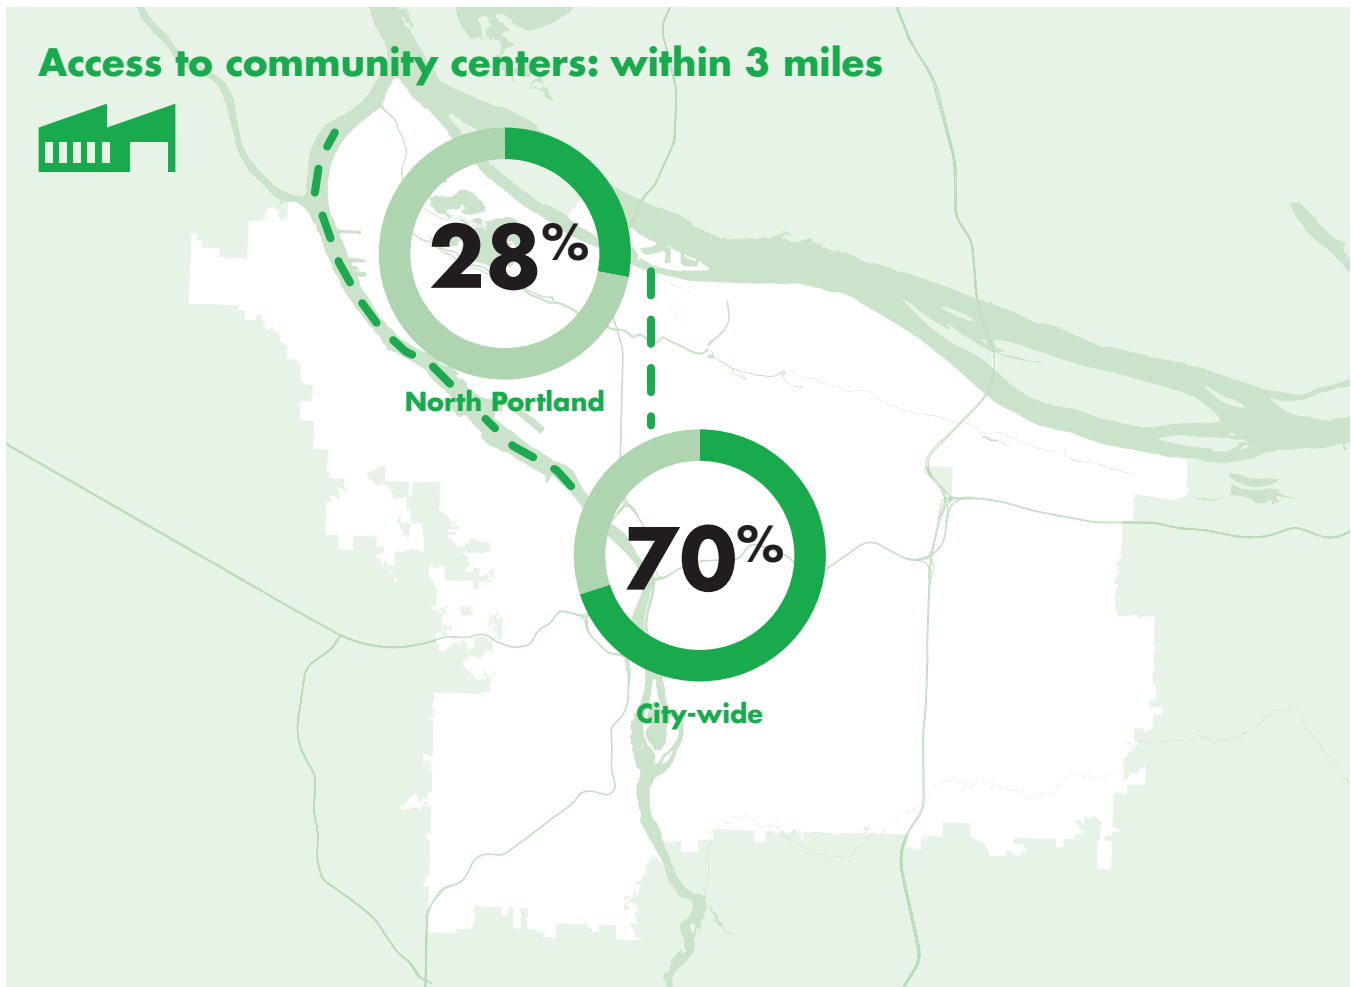 Access to community centers: within 3 miles
28%
North Portland
70%
City-wide